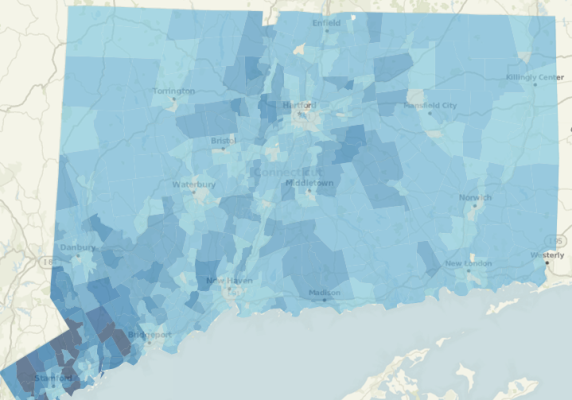 Enfield
Killingly Center
Torrington
Hartford
Mansfield City
Bristol
Connecticut
Waterbury
Middletown
Norwich
Danbury
Westerly
New London
New Haven
Madison
Bridgeport
Stamford